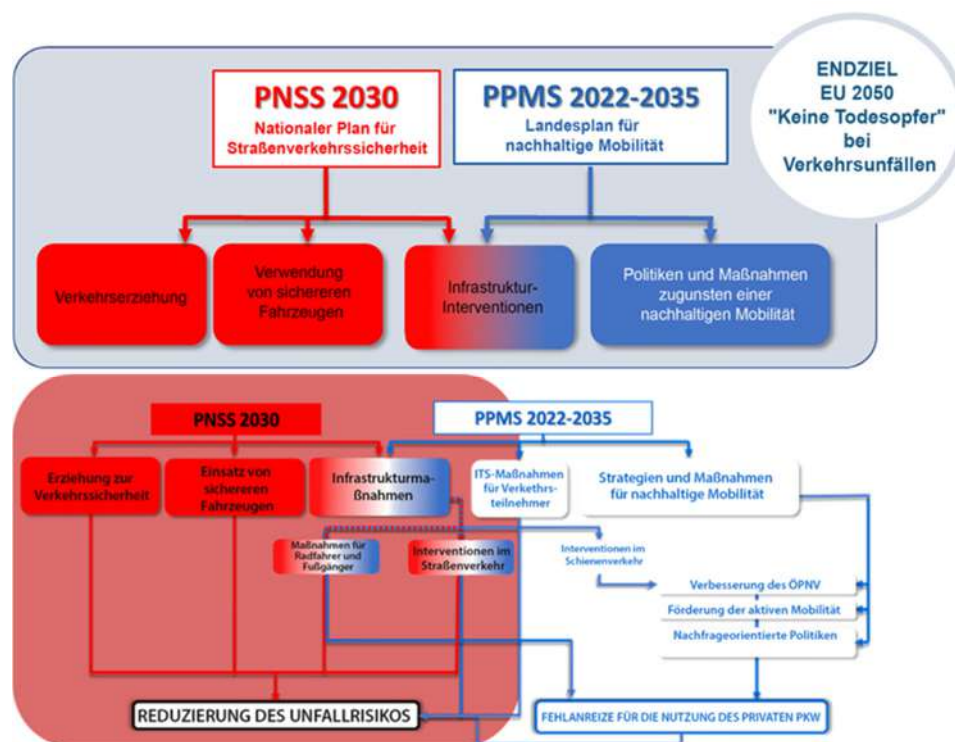 ENDZIEL
EU 2050
"Keine Todesopfer"
bei
Verkehrsunfällen
PNSS 2030
Nationaler Plan für
Straßenverkehrssicherheit
PPMS 2022-2035
Landesplan für
nachhaltige Mobilität
Verkehrserziehung
Verwendung
von sichereren
Fahrzeugen
Infrastruktur-
Interventionen
Politiken und Maßnahmen
zugunsten einer
nachhaltigen Mobilität
PNSS 2030
PPMS 2022-2035
Erziehung zur
Verkehrssicherheit
Einsatz von
sichereren
Fahrzeugen
Infrastrukturma-
ßnahmen
ITS-Maßnahmen
für Verkethrs-
teilnehmer
Strategien und Maßnahmen
für nachhaltige Mobilität
Maßnahmen für
Radfahrer und
Fußgänger
Interventionen im
Straßenverkehr
Interventionen im
Schienenverkehr
Verbesserung des ÖPNV
Förderung der aktiven Mobilität
Nachfrageorientierte Politiken
REDUZIERUNG DES UNFALLRISIKOS
FEHLANREIZE FÜR DIE NUTZUNG DES PRIVATEN PKW